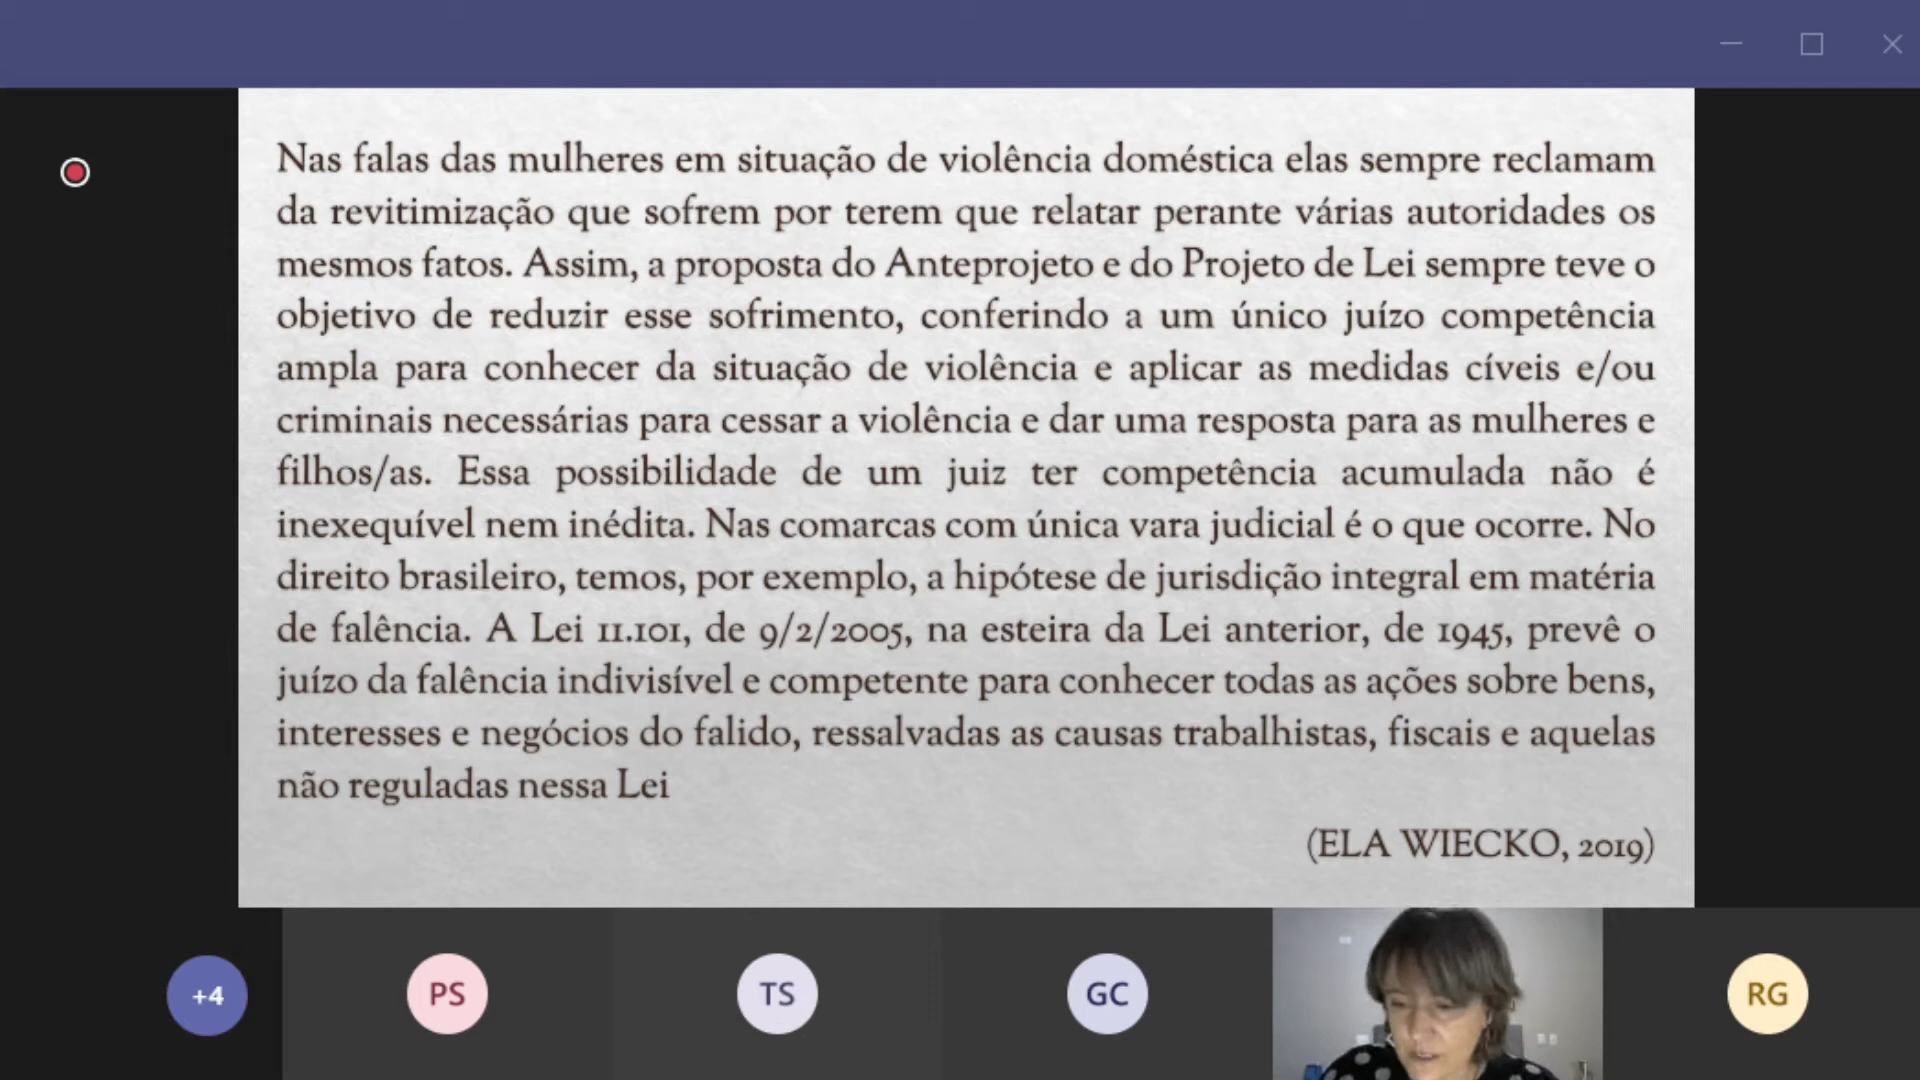 Nas falas das mulheres em situação de violência doméstica elas sempre reclamam
da revitimização que sofrem por terem que relatar perante várias autoridades os
mesmos fatos. Assim, a proposta do Anteprojeto e do Projeto de Lei sempre teve o
objetivo de reduzir esse sofrimento, conferindo a um único juízo competência
ampla para conhecer da situação de violência e aplicar as medidas cíveis e/ou
criminais necessárias para cessar a violência e dar uma resposta para as mulheres e
filhos/as. Essa possibilidade de um juiz ter competência acumulada não é
inexequível nem inédita. Nas comarcas com única vara judicial é o que ocorre. No
direito brasileiro, temos, por exemplo, a hipótese de jurisdição integral em matéria
de falência. A Lei 11.101, de 9/2/2005, na esteira da Lei anterior, de 1945, prevê o
juízo da falência indivisível e competente para conhecer todas as ações sobre bens,
interesses e negócios do falido, ressalvadas as causas trabalhistas, fiscais e aquelas
não reguladas nessa Lei
(ELA WIECKO, 2019)
+4
PS
TS
GC
RG